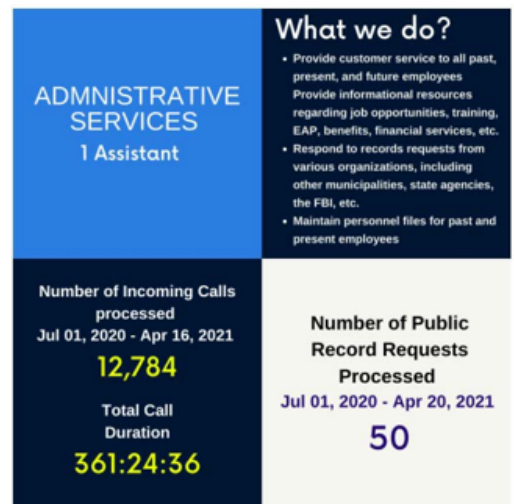 ADMNISTRATIVE
SERVICES
1 Assistant
What we do?
• Provide customer service to all past,
present, and future employees
Provide informational resources
regarding job opportunities, training,
EAP, benefits, financial services, etc.
• Respond to records requests from
various organizations, including
other municipalities, state agencies,
the FBI, etc.
• Maintain personnel files for past and
present employees
Number of Incoming Calls
processed
Jul 01, 2020 - Apr 16, 2021
12,784
Total Call
Duration
361:24:36
Number of Public
Record Requests
Processed
Jul 01, 2020 - Apr 20, 2021
50